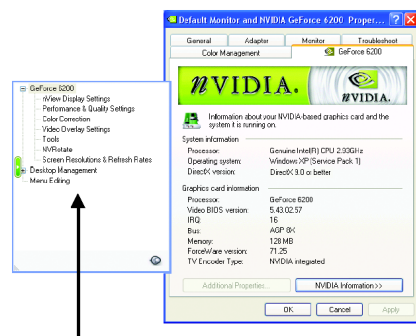 Default Monitor and NVIDIA GeForce 6200 Proper...
General Adapter Monitor Troubleshoot
Color Management GeForce 6200
NVIDIA. NVIDIA.
Information about your NVIDIA-based graphics card and the
system it is running on.
System information
Processor: Genuine Intel(R) CPU 2.93GHz
Operating system: Windows XP (Service Pack 1)
DirectX version: DirectX 9.0 or better
Graphics card information
Processor: GeForce 6200
Video BIOS version: 5.43.02.57
IRQ: 16
Bus: AGP 8X
Memory: 128 MB
ForceWare version: 71.25
TV Encoder Type: NVIDIA integrated
Additional Properties... NVIDIA Information >>
OK Cancel Apply
GeForce 6200
nView Display Settings
Performance & Quality Settings
Color Correction
Video Overlay Settings
Tools
NVRotate
Screen Resolutions & Refresh Rates
Desktop Management
Menu Editing